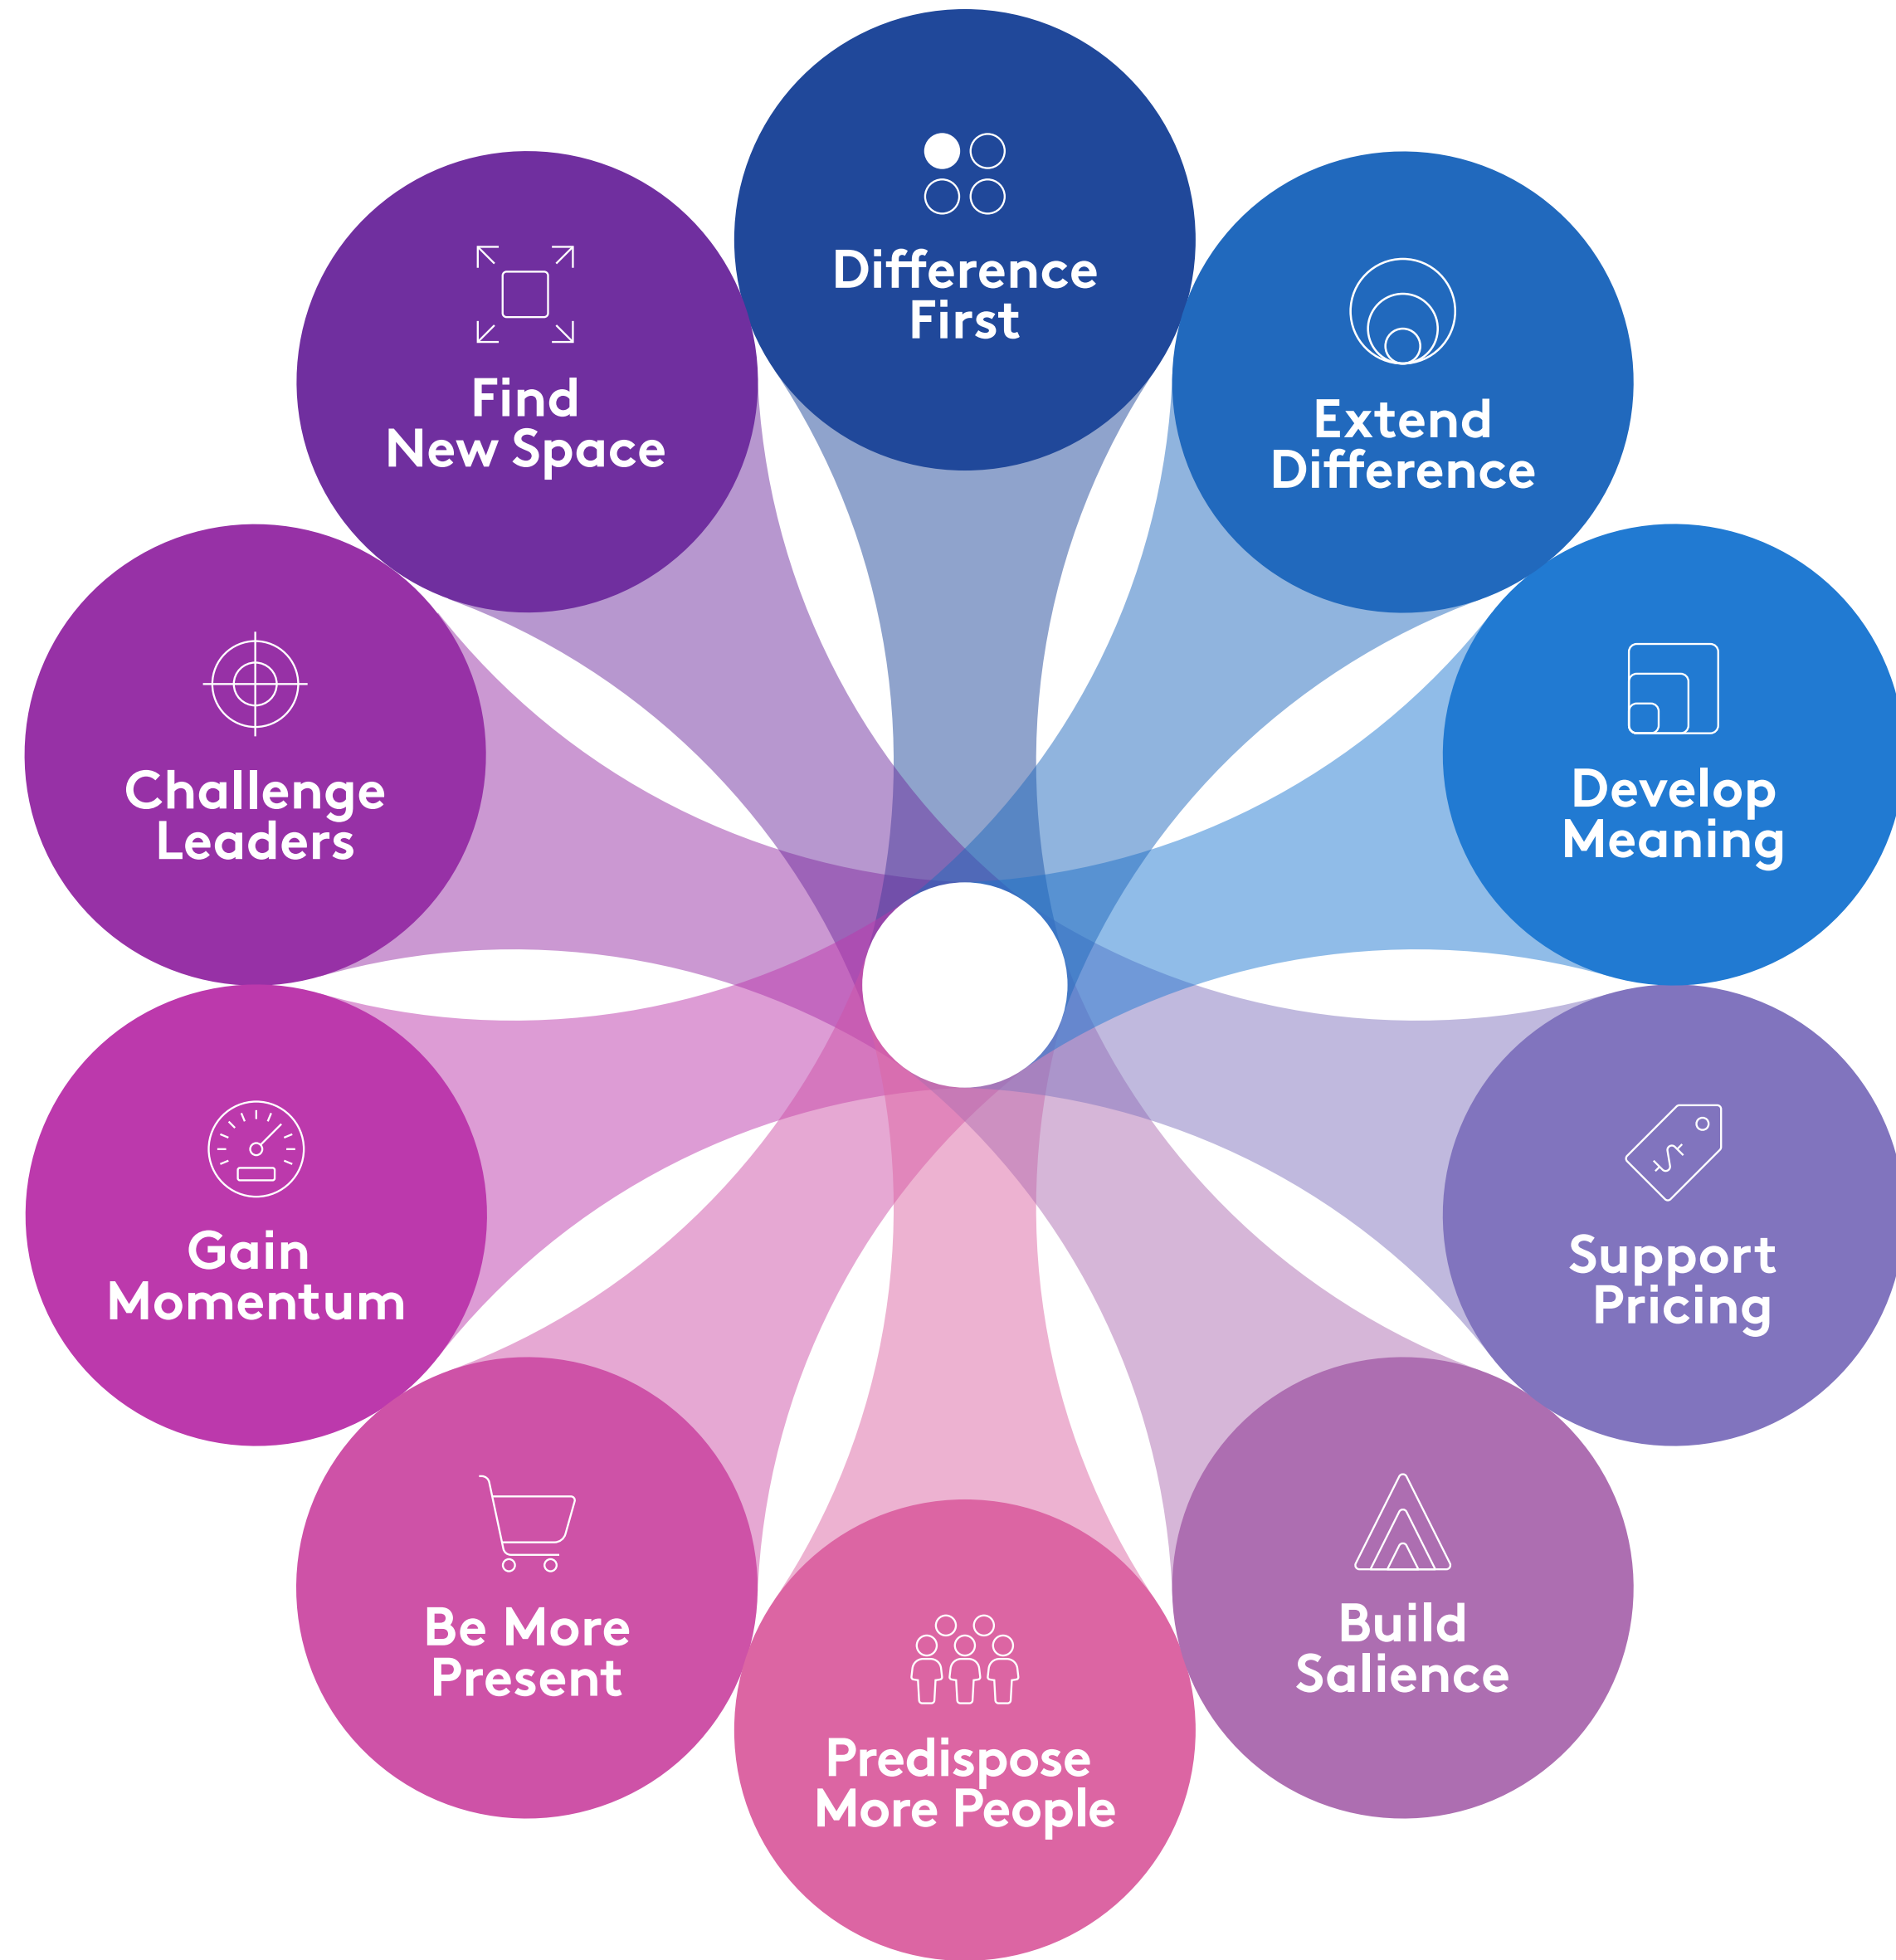 Difference
First
Extend
Difference
Develop
Meaning
Support
Pricing
Build
Salience
Predispose
More People
Be More
Present
Gain
Momentum
Challenge
Leaders
Find
New Space